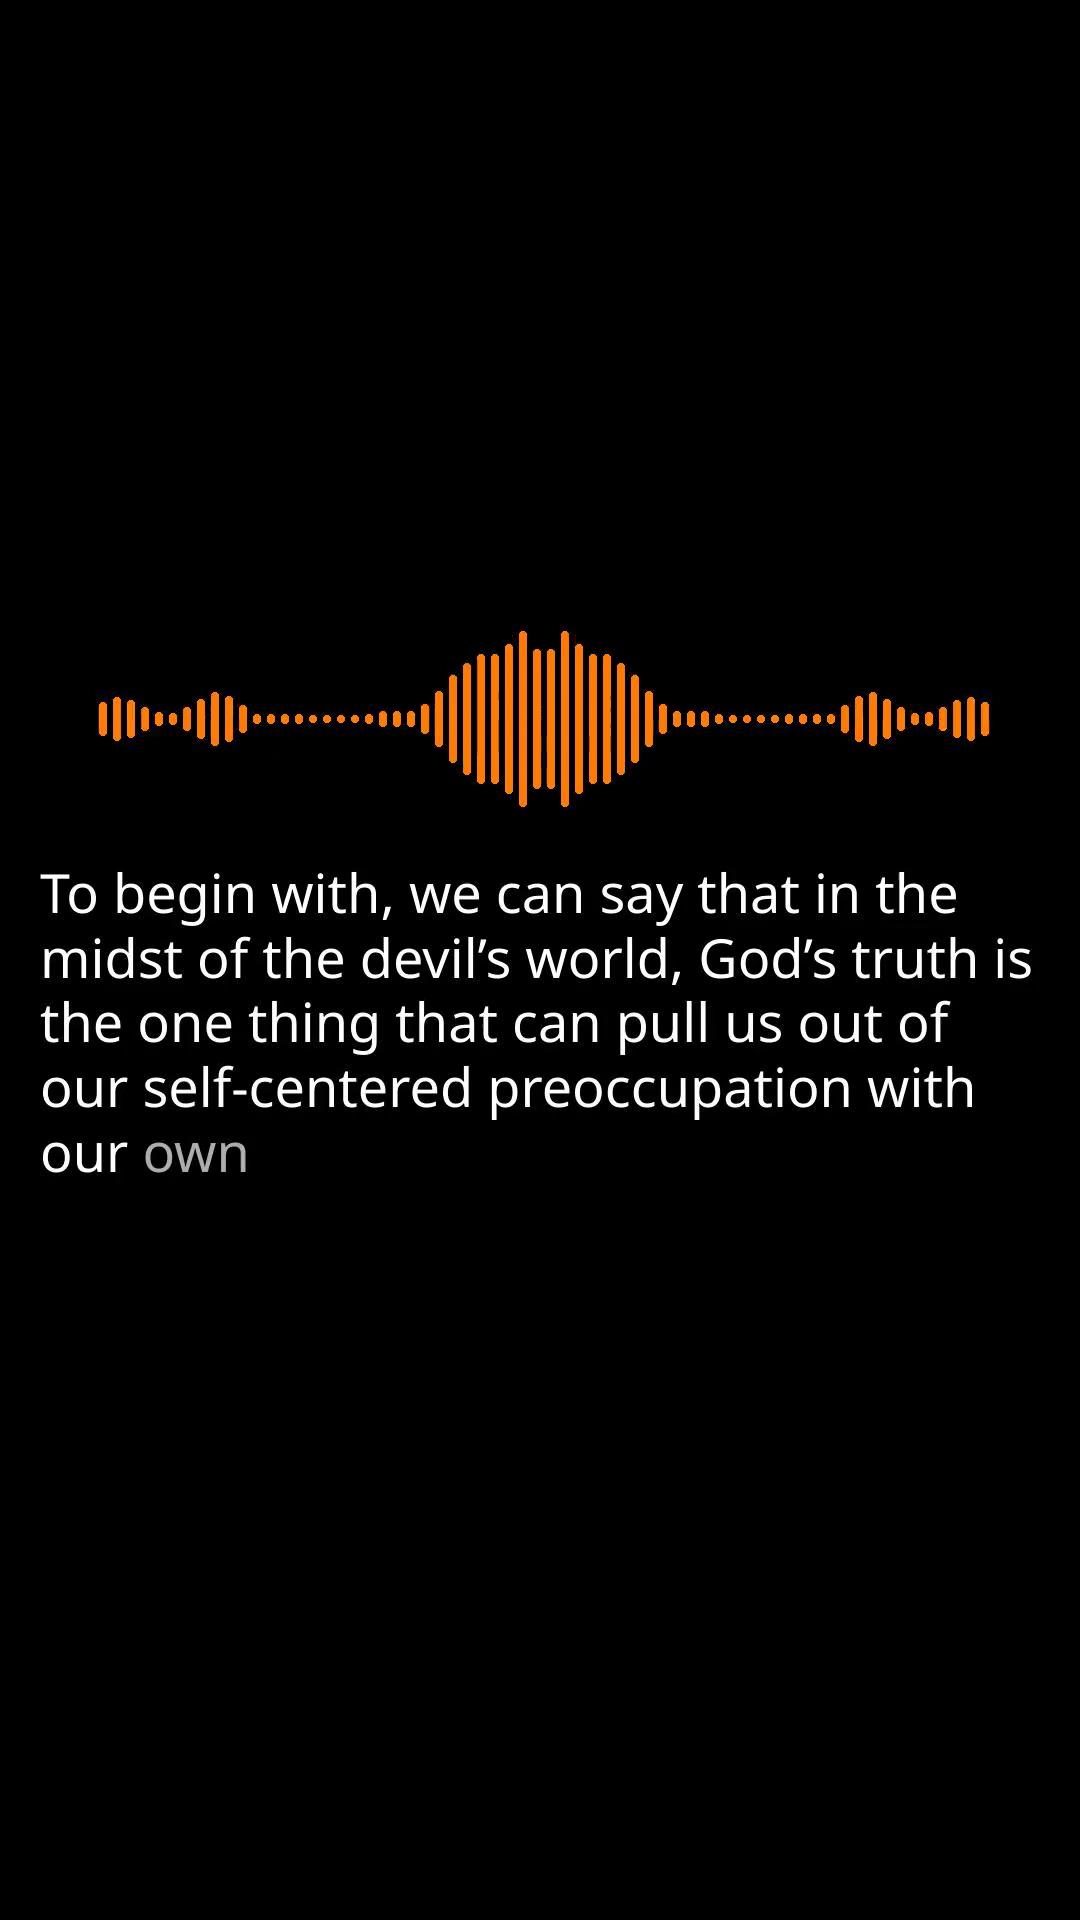 To begin with, we can say that in the
midst of the devil’s world, God’s truth is
the one thing that can pull us out of
our self-centered preoccupation with
our own